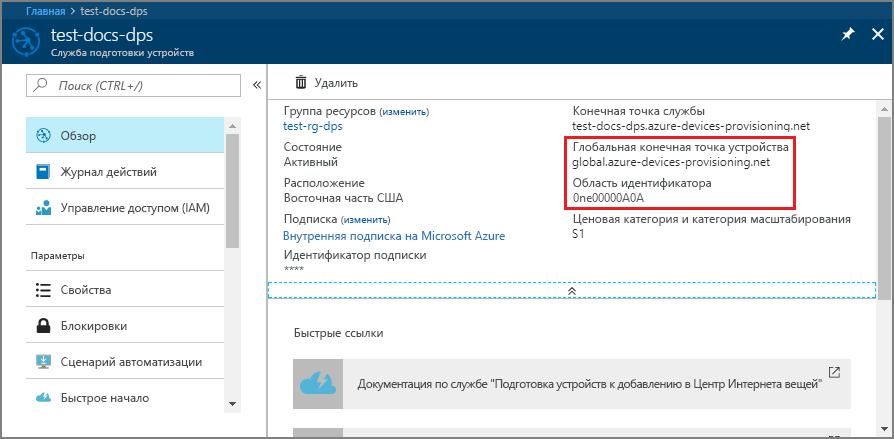 Главная > test-docs-dps
test-docs-dps
Служба подготовки устройств
Поиск (CTRL+/)
Обзор
Журнал действий
Управление доступом (IAM)
Параметры
Свойства
Блокировки
Сценарий автоматизации
Быстрое начало
Удалить
Группа ресурсов (изменить)
test-rg-dps
Состояние
Активный
Расположение
Восточная часть США
Подписка (изменить)
Внутренняя подписка на Microsoft Azure
Идентификатор подписки
****
Конечная точка службы
test-docs-dps.azure-devices-provisioning.net
Глобальная конечная точка устройства
global.azure-devices-provisioning.net
Область идентификатора
0ne00000A0A
Ценовая категория и категория масштабирования
S1
Быстрые ссылки
Документация по службе "Подготовка устройств к добавлению в Центр Интернета вещей"